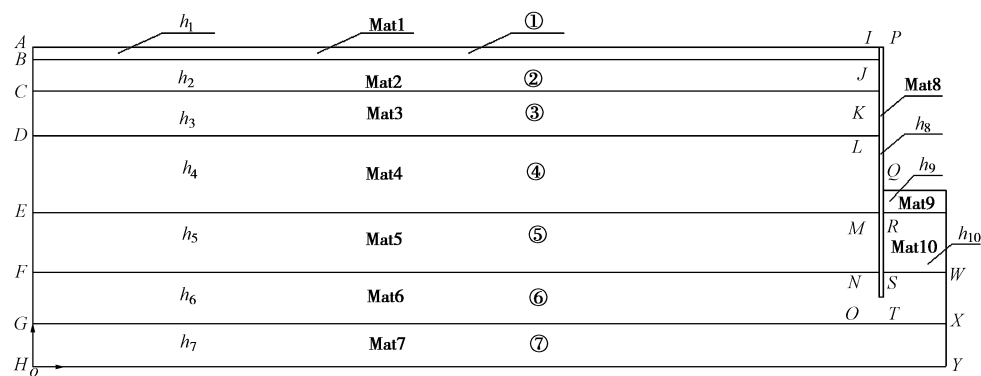 h1 Mat1 ①
A I P
B
h2 Mat2 ② J Mat8
C
h3 Mat3 ③ K
D h8
L
h4 Mat4 ④ Q h9
Mat9
E
h5 Mat5 ⑤ M R
Mat10 h10
F W
N S
h6 Mat6 ⑥
O T
G X
h7 Mat7 ⑦
H o Y